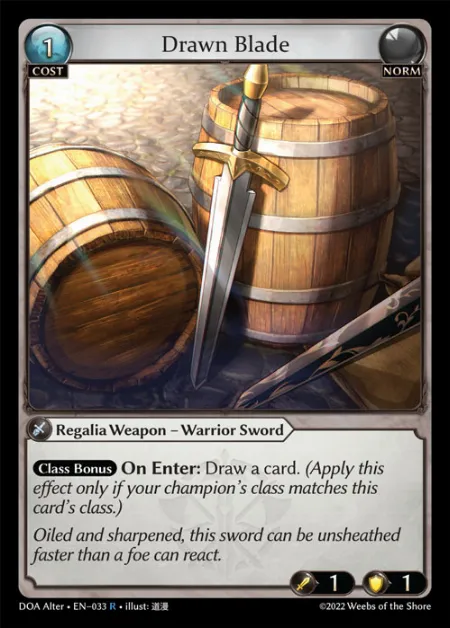 1
Drawn Blade
COST
NORM
Regalia Weapon – Warrior Sword
Class Bonus On Enter: Draw a card. (Apply this
effect only if your champion's class matches this
card's class.)
Oiled and sharpened, this sword can be unsheathed
faster than a foe can react.
1
1
DOA Alter • EN-033 R • illust: 道漫
©2022 Weebs of the Shore